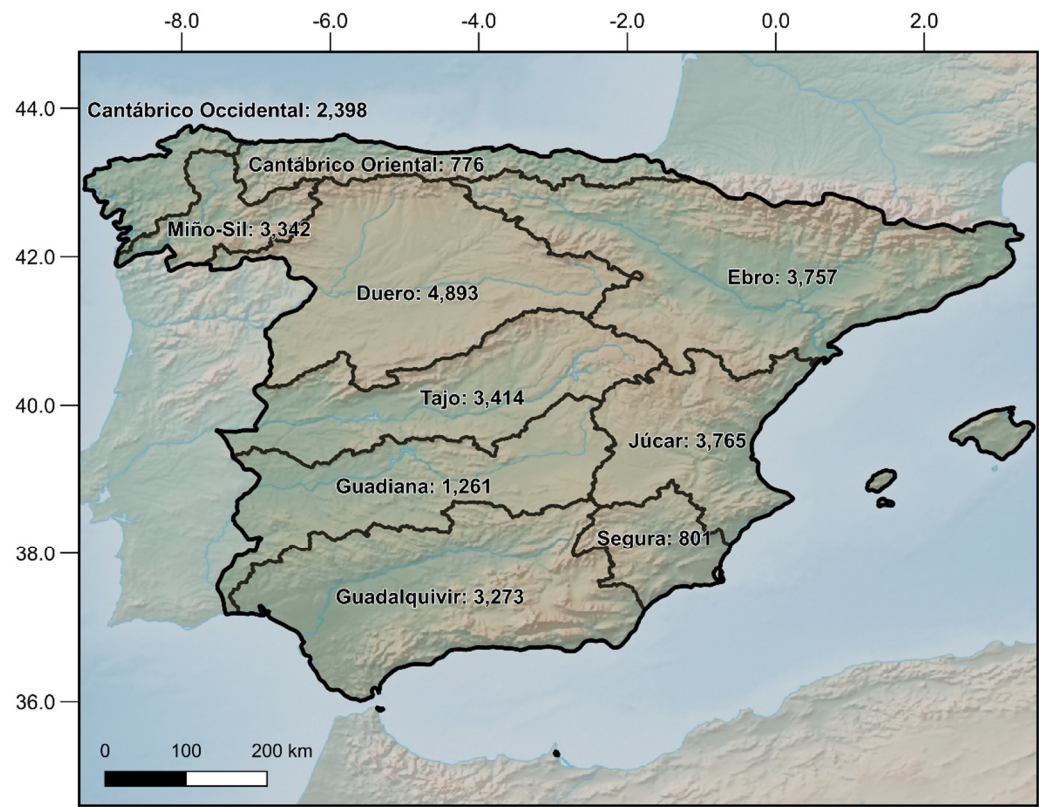 -8.0 -6.0 -4.0 -2.0 0.0 2.0
44.0
Cantábrico Occidental: 2,398
Cantábrico Oriental: 776
Miño-Sil: 3,342
42.0
Ebro: 3,757
Duero: 4,893
Tajo: 3,414
40.0
Júcar: 3,765
Guadiana: 1,261
Segura: 801
38.0
Guadalquivir: 3,273
36.0
0 100 200 km